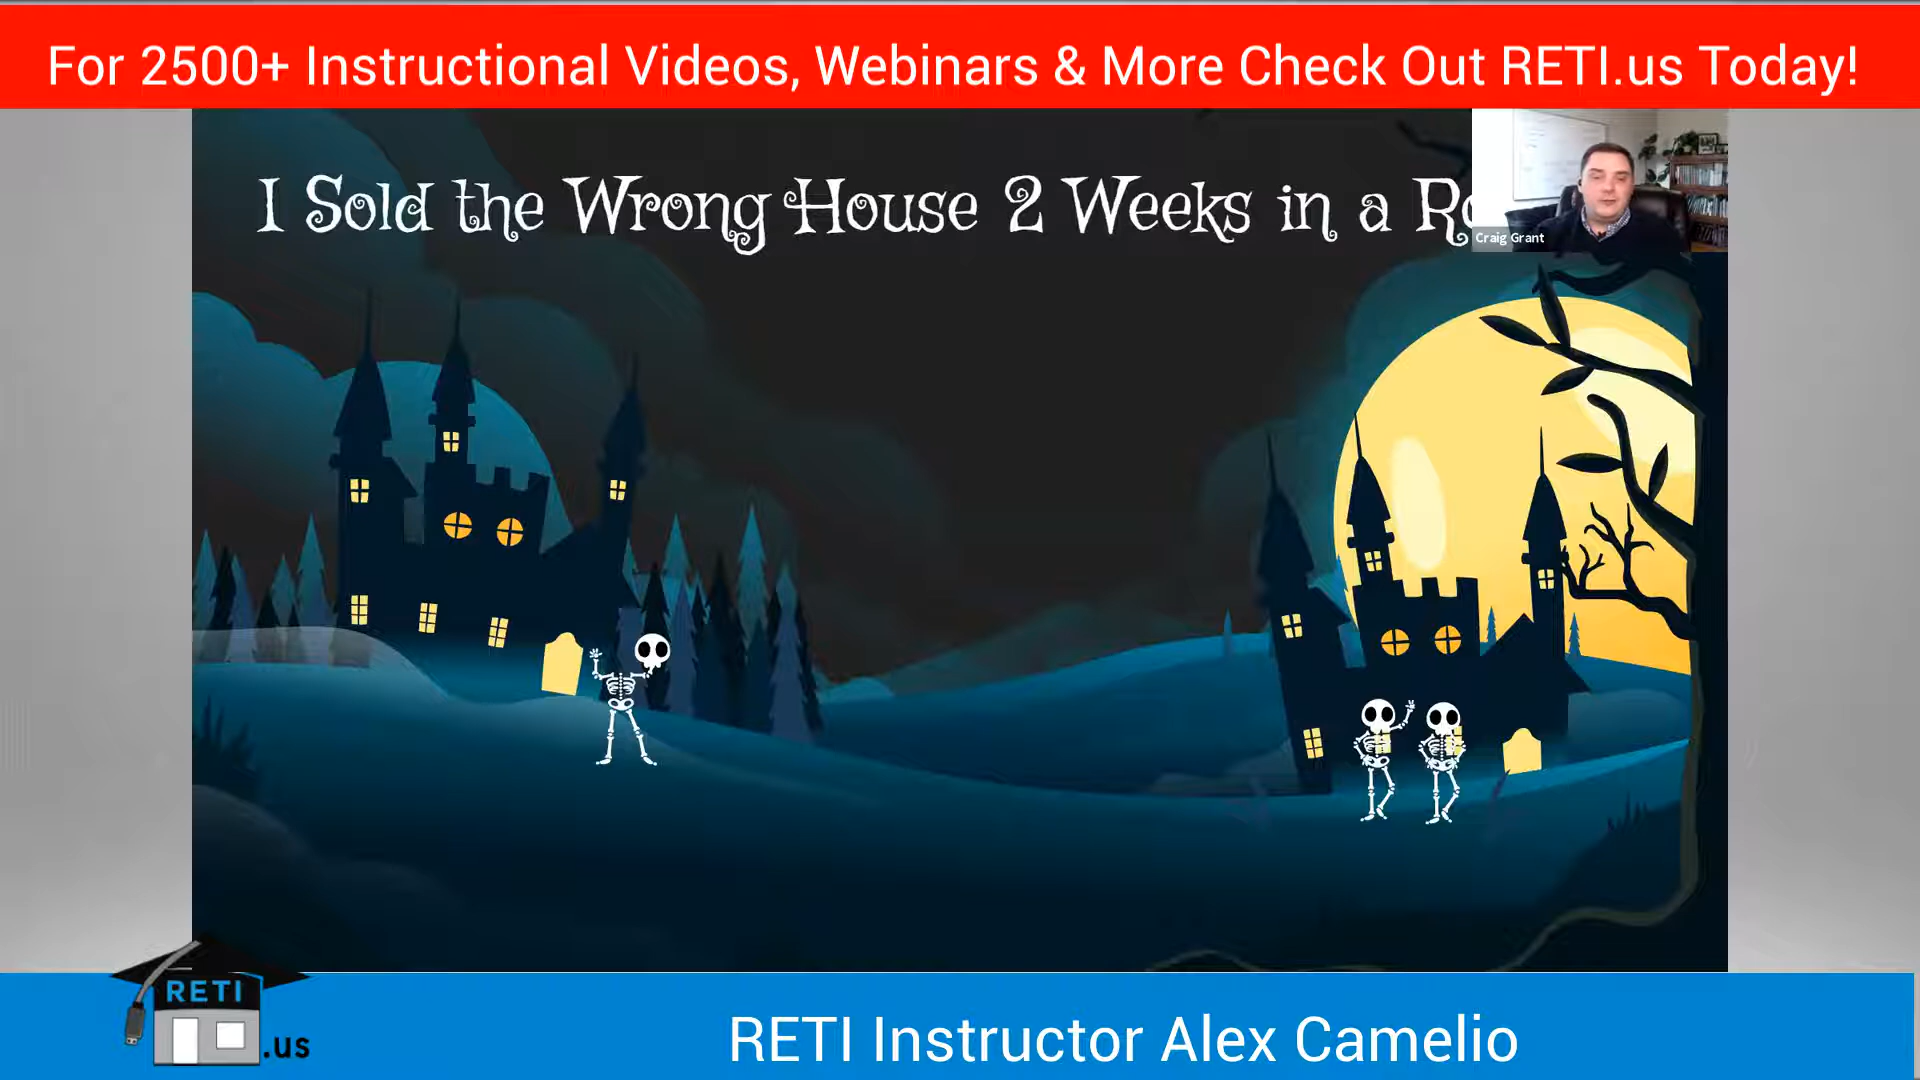 For 2500+ Instructional Videos, Webinars & More Check Out RETI.us Today!
I Sold the Wrong House 2 Weeks in a
Craig Grant
RETI
.us
RETI Instructor Alex Camelio